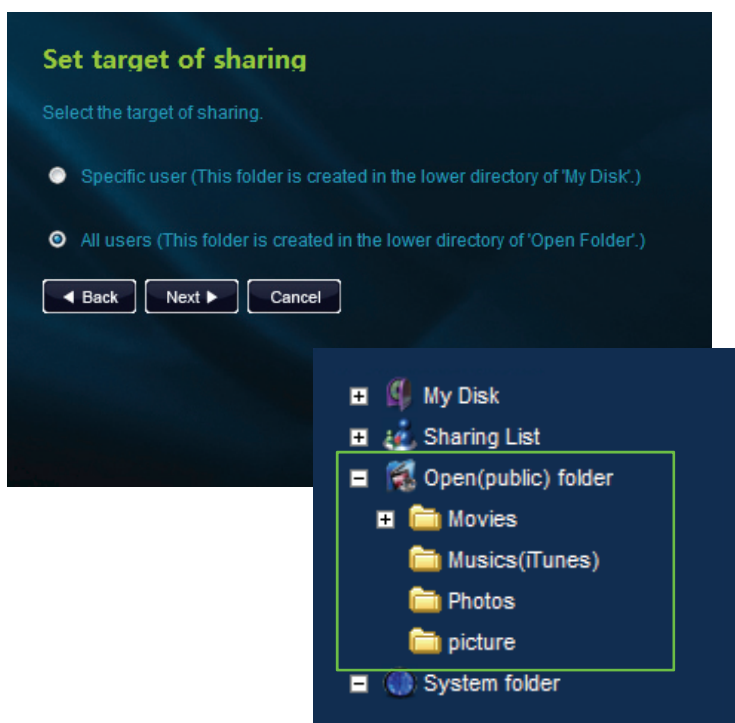 Set target of sharing
Select the target of sharing.
Specific user (This folder is created in the lower directory of 'My Disk'.)
All users (This folder is created in the lower directory of 'Open Folder'.)
Back Next Cancel
My Disk
Sharing List
Open(public) folder
Movies
Musics(iTunes)
Photos
picture
System folder